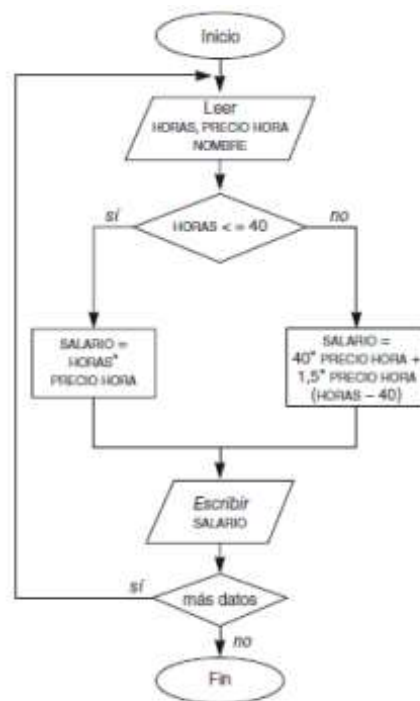 Inicio
Leer
HORAS, PRECIO HORA
NOMBRE
sí
no
HORAS < = 40
SALARIO =
HORAS*
PRECIO HORA
SALARIO =
40* PRECIO HORA +
1,5* PRECIO HORA
(HORAS – 40)
Escribir
SALARIO
sí
más datos
no
Fin